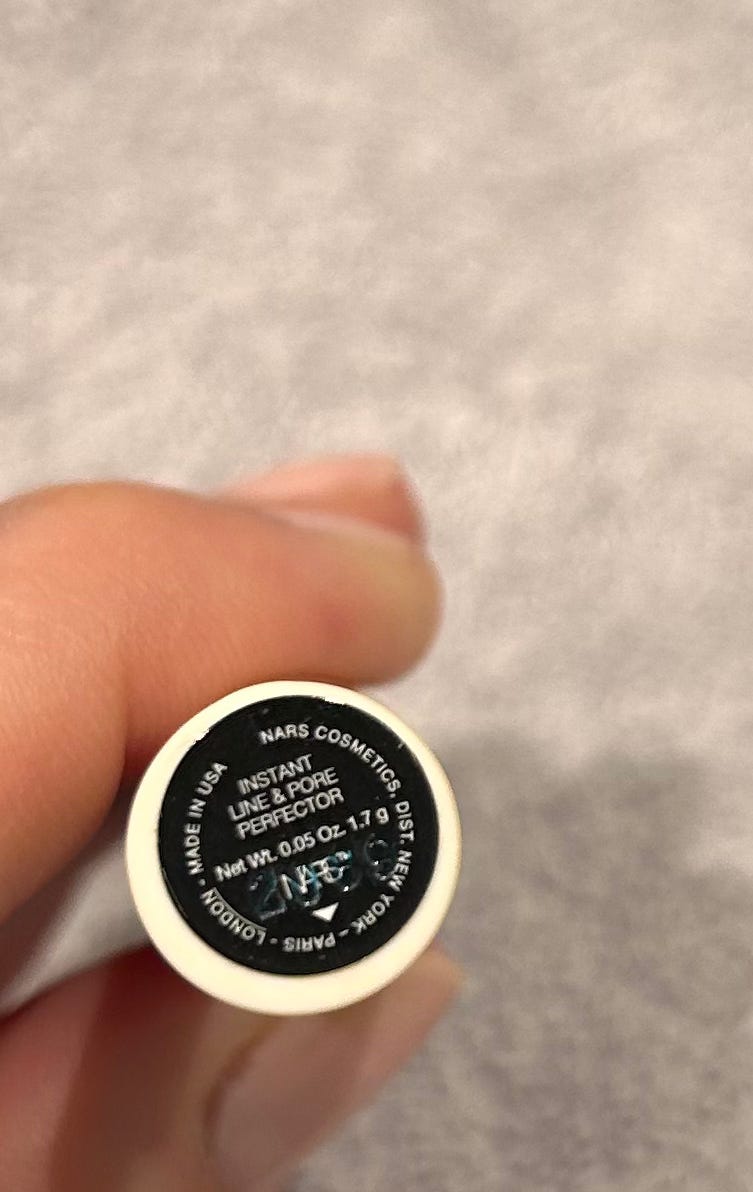 NARS COSMETICS, DIST. NEW YORK - PARIS - LONDON - MADE IN USA
INSTANT
LINE & PORE
PERFECTOR
Net Wt. 0.05 Oz. 1.7 g